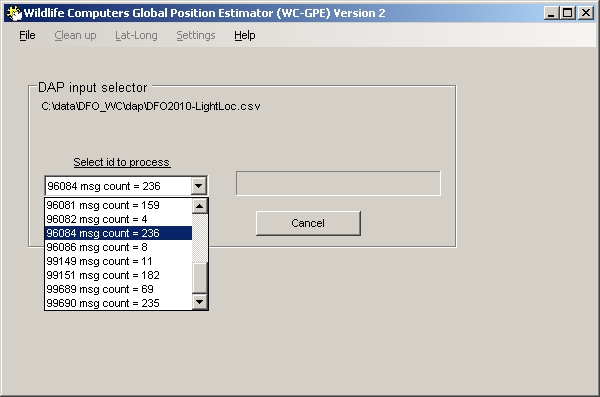 Wildlife Computers Global Position Estimator (WC-GPE) Version 2
File Clean up Lat-Long Settings Help
DAP input selector
C:\data\DFO_WC\dap\DFO2010-LightLoc.csv
Select id to process
96084 msg count = 236
96081 msg count = 159
96082 msg count = 4
96084 msg count = 236
96086 msg count = 8
99149 msg count = 11
99151 msg count = 182
99689 msg count = 69
99690 msg count = 235
Cancel